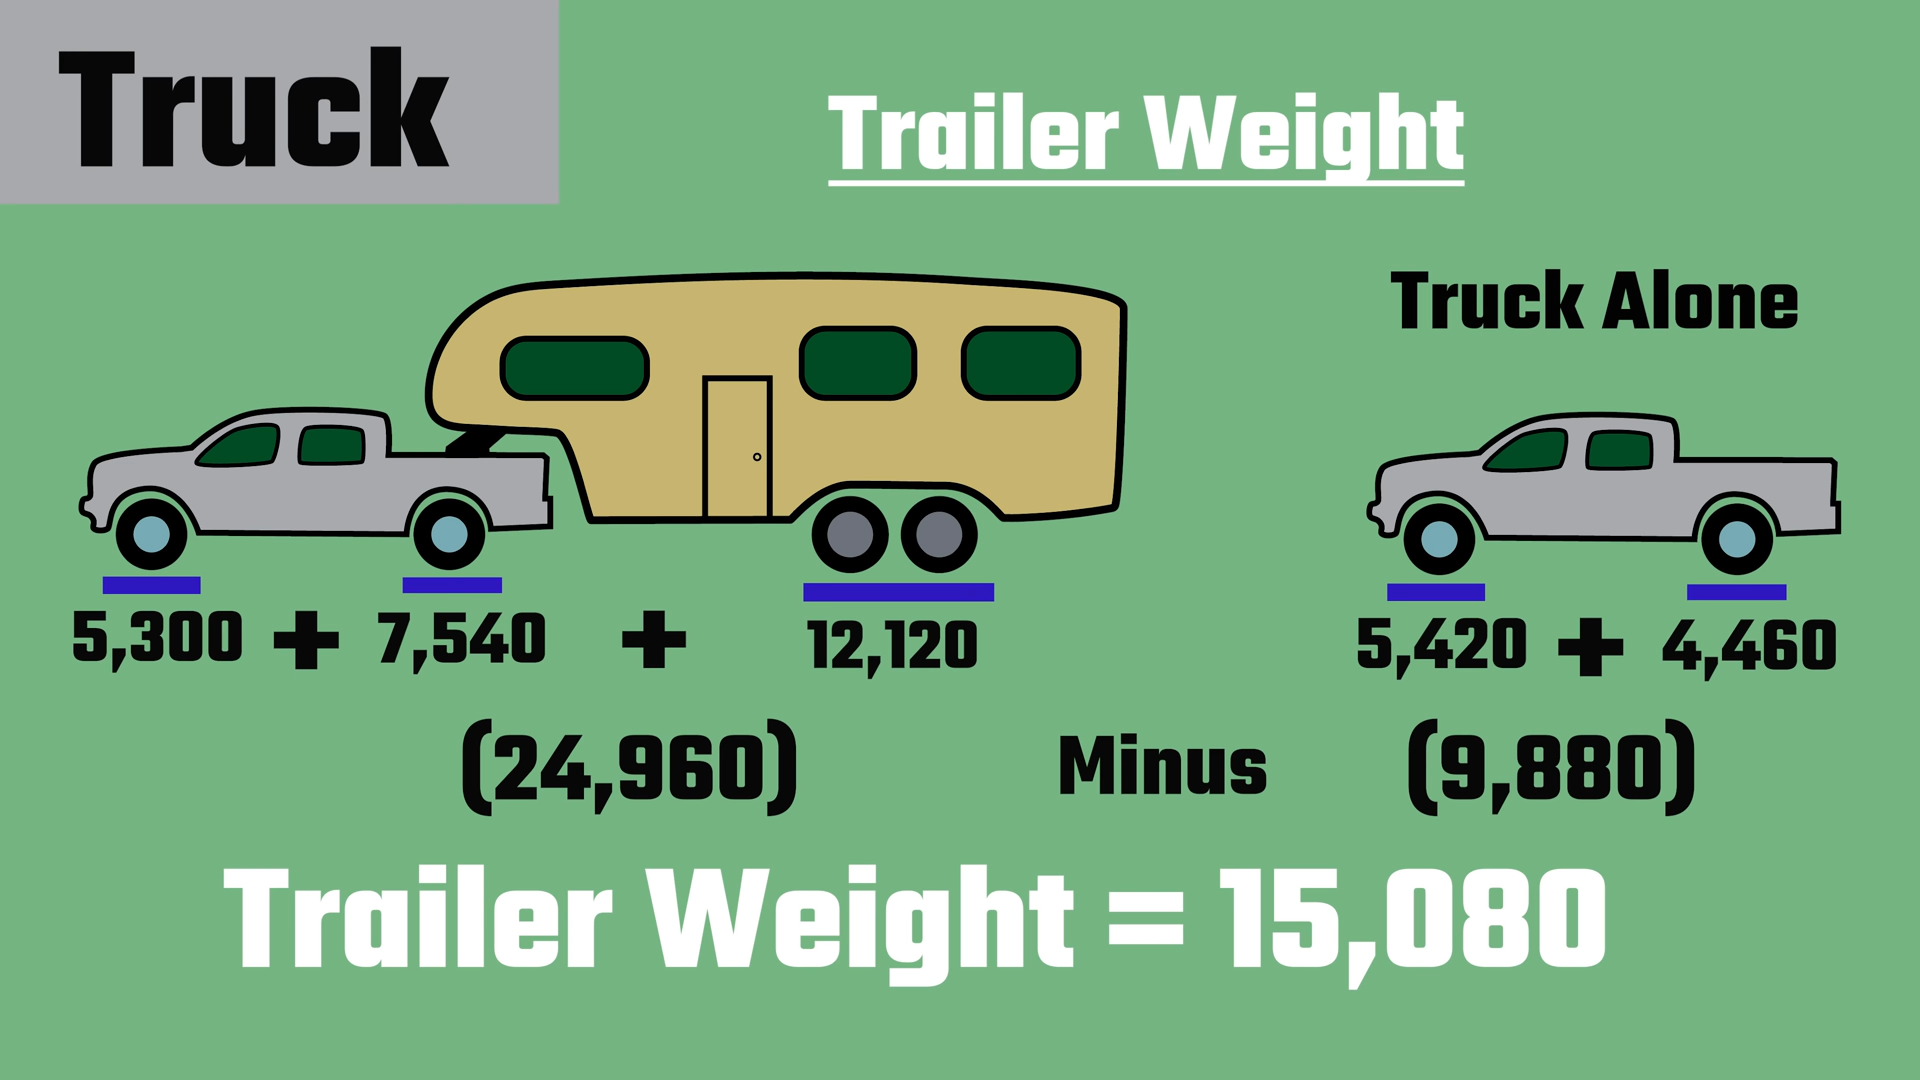 Truck
Trailer Weight
Truck Alone
5,300 + 7,540 + 12,120
5,420 + 4,460
(24,960) Minus (9,880)
Trailer Weight = 15,080